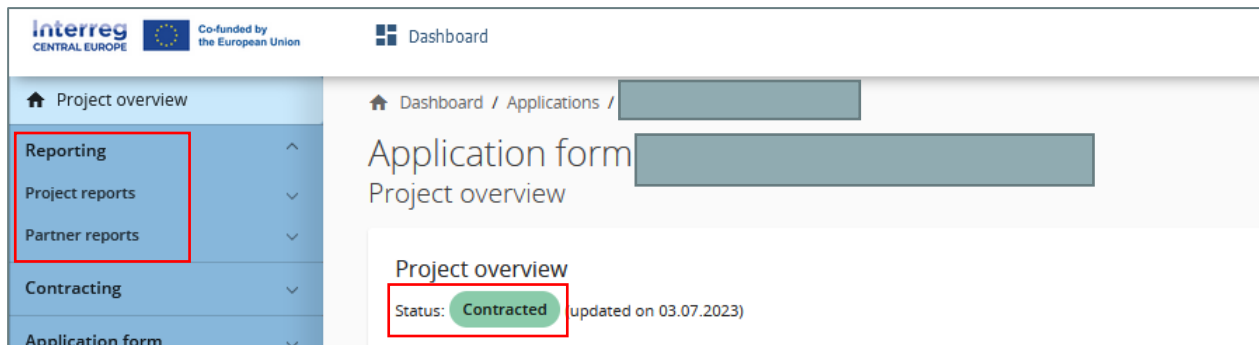 Interreg
CENTRAL EUROPE
Co-funded by
the European Union
Dashboard
Project overview
Reporting
Project reports
Partner reports
Contracting
Application form
Dashboard / Applications /
Application form
Project overview
Project overview
Status: Contracted (updated on 03.07.2023)